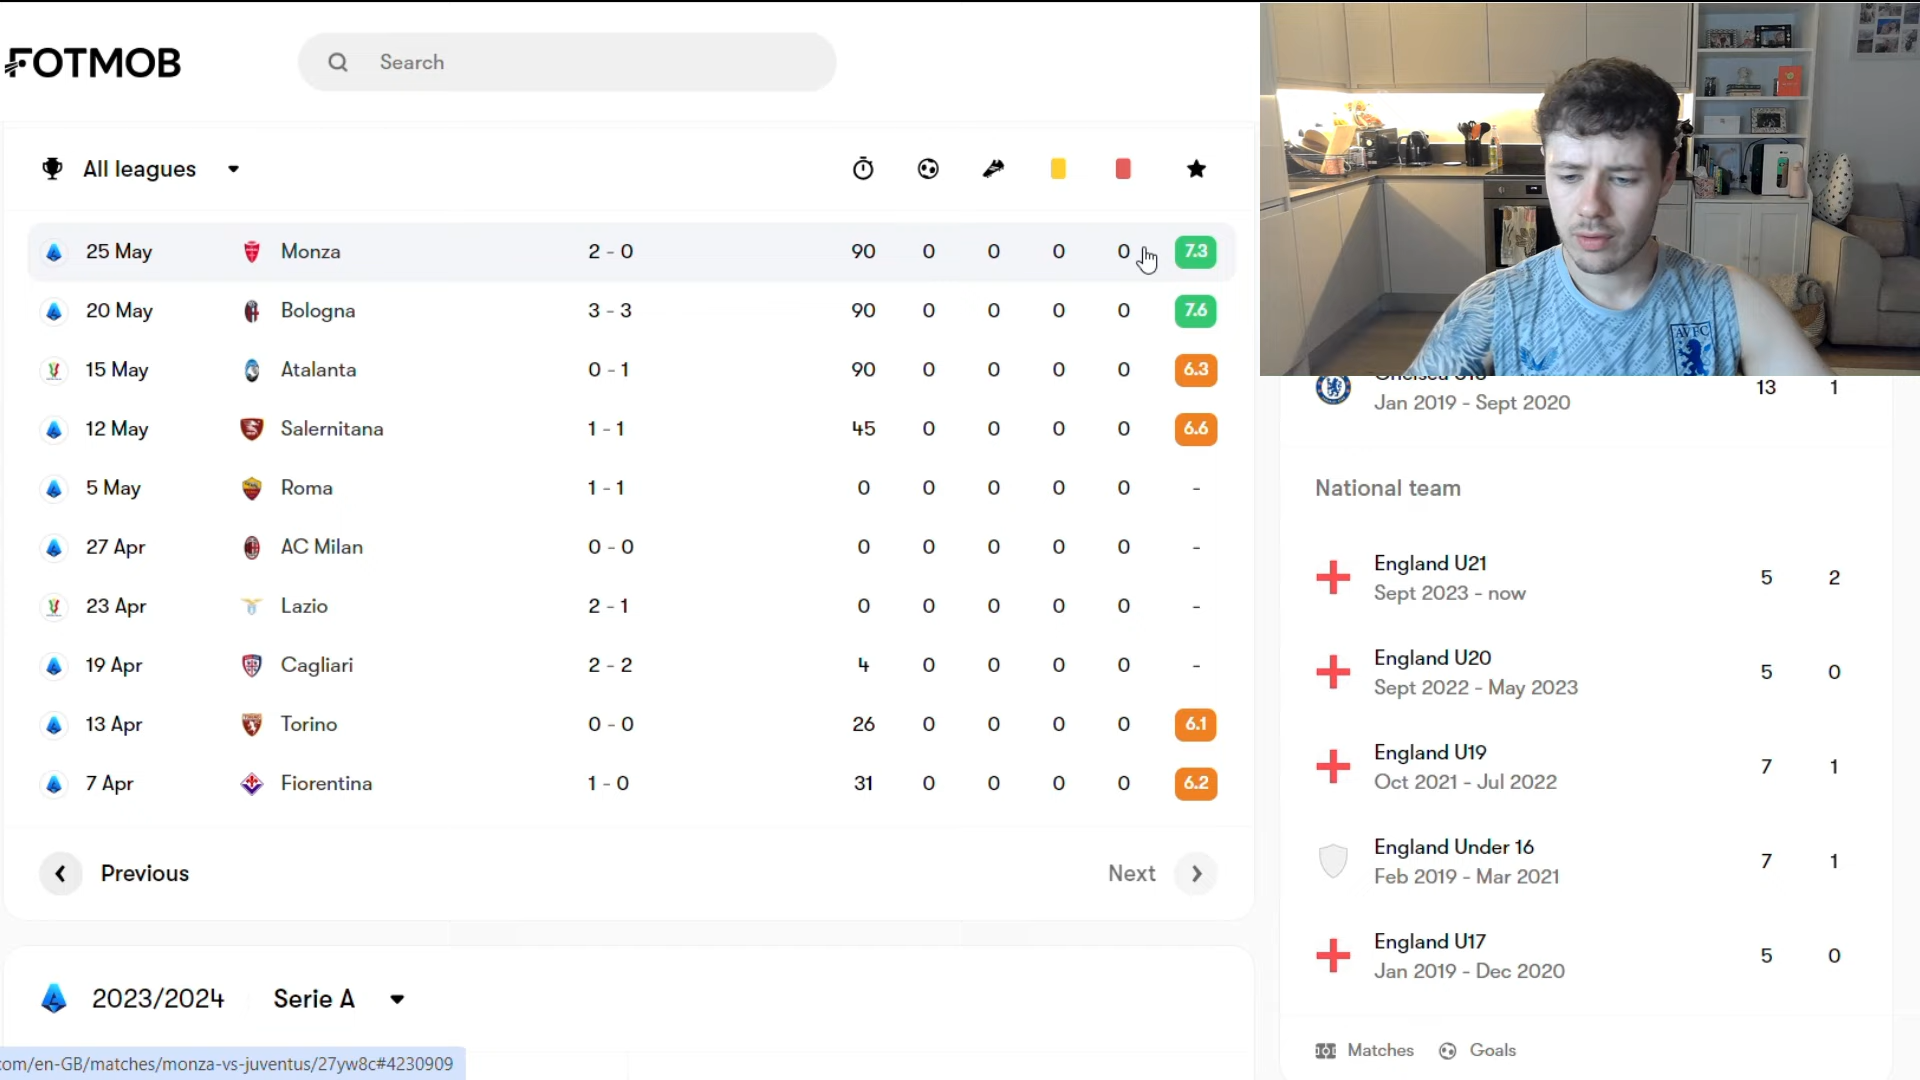 FOTMOB
Search
All leagues
25 May Monza 2 - 0 90 0 0 0 0 7.3
20 May Bologna 3 - 3 90 0 0 0 0 7.6
15 May Atalanta 0 - 1 90 0 0 0 0 6.3
12 May Salernitana 1 - 1 45 0 0 0 0 6.6
5 May Roma 1 - 1 0 0 0 0 0 -
27 Apr AC Milan 0 - 0 0 0 0 0 0 -
23 Apr Lazio 2 - 1 0 0 0 0 0 -
19 Apr Cagliari 2 - 2 4 0 0 0 0 -
13 Apr Torino 0 - 0 26 0 0 0 0 6.1
7 Apr Fiorentina 1 - 0 31 0 0 0 0 6.2
Previous
Next
2023/2024 Serie A
com/en-GB/matches/monza-vs-juventus/27yw8c#4230909
AVFC
13 1
Jan 2019 - Sept 2020
National team
England U21
Sept 2023 - now
5 2
England U20
Sept 2022 - May 2023
5 0
England U19
Oct 2021 - Jul 2022
7 1
England Under 16
Feb 2019 - Mar 2021
7 1
England U17
Jan 2019 - Dec 2020
5 0
Matches Goals